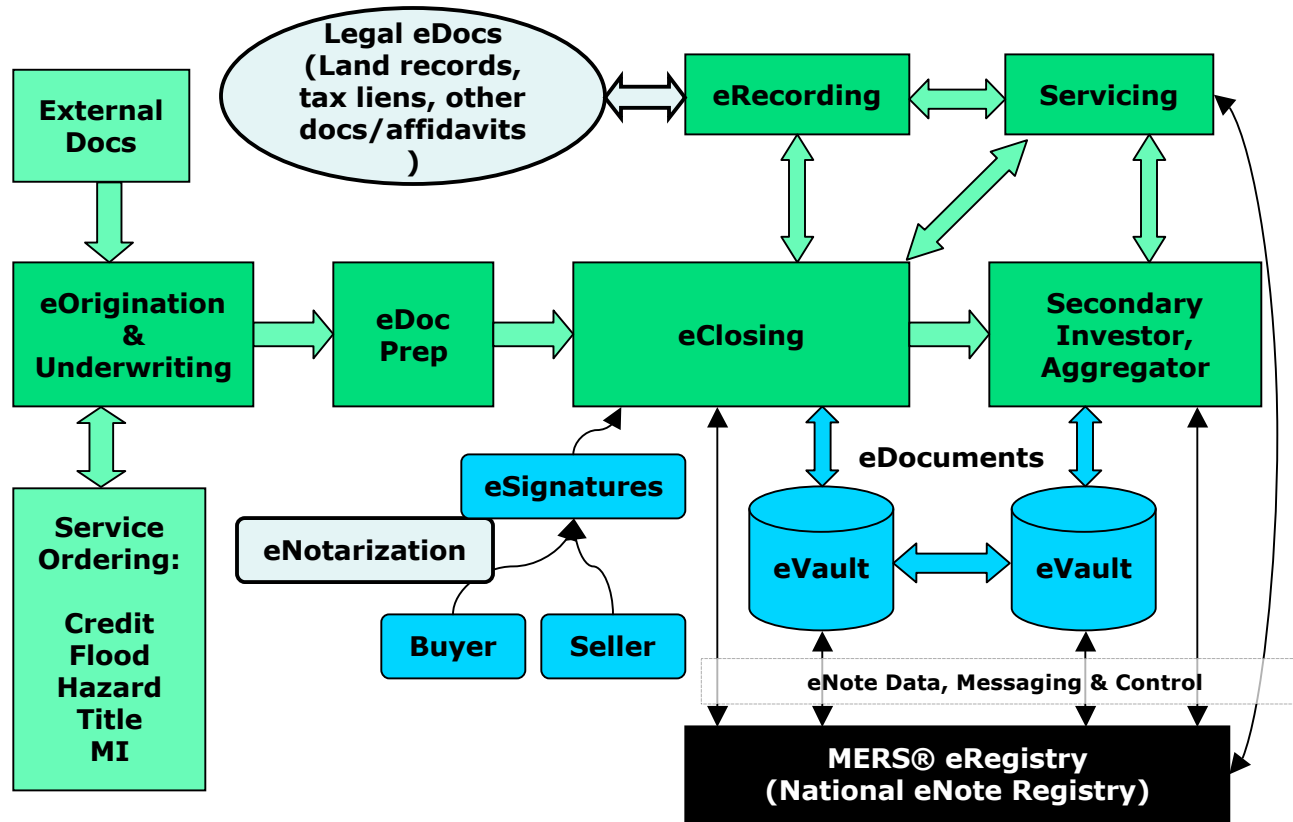 Legal eDocs
(Land records,
tax liens, other
docs/affidavits
)
External
Docs
eRecording
Servicing
eOrigination
&
Underwriting
eDoc
Prep
eClosing
Secondary
Investor,
Aggregator
eDocuments
eSignatures
eNotarization
Service
Ordering:
Credit
Flood
Hazard
Title
MI
eVault
eVault
Buyer
Seller
eNote Data, Messaging & Control
MERS® eRegistry
(National eNote Registry)